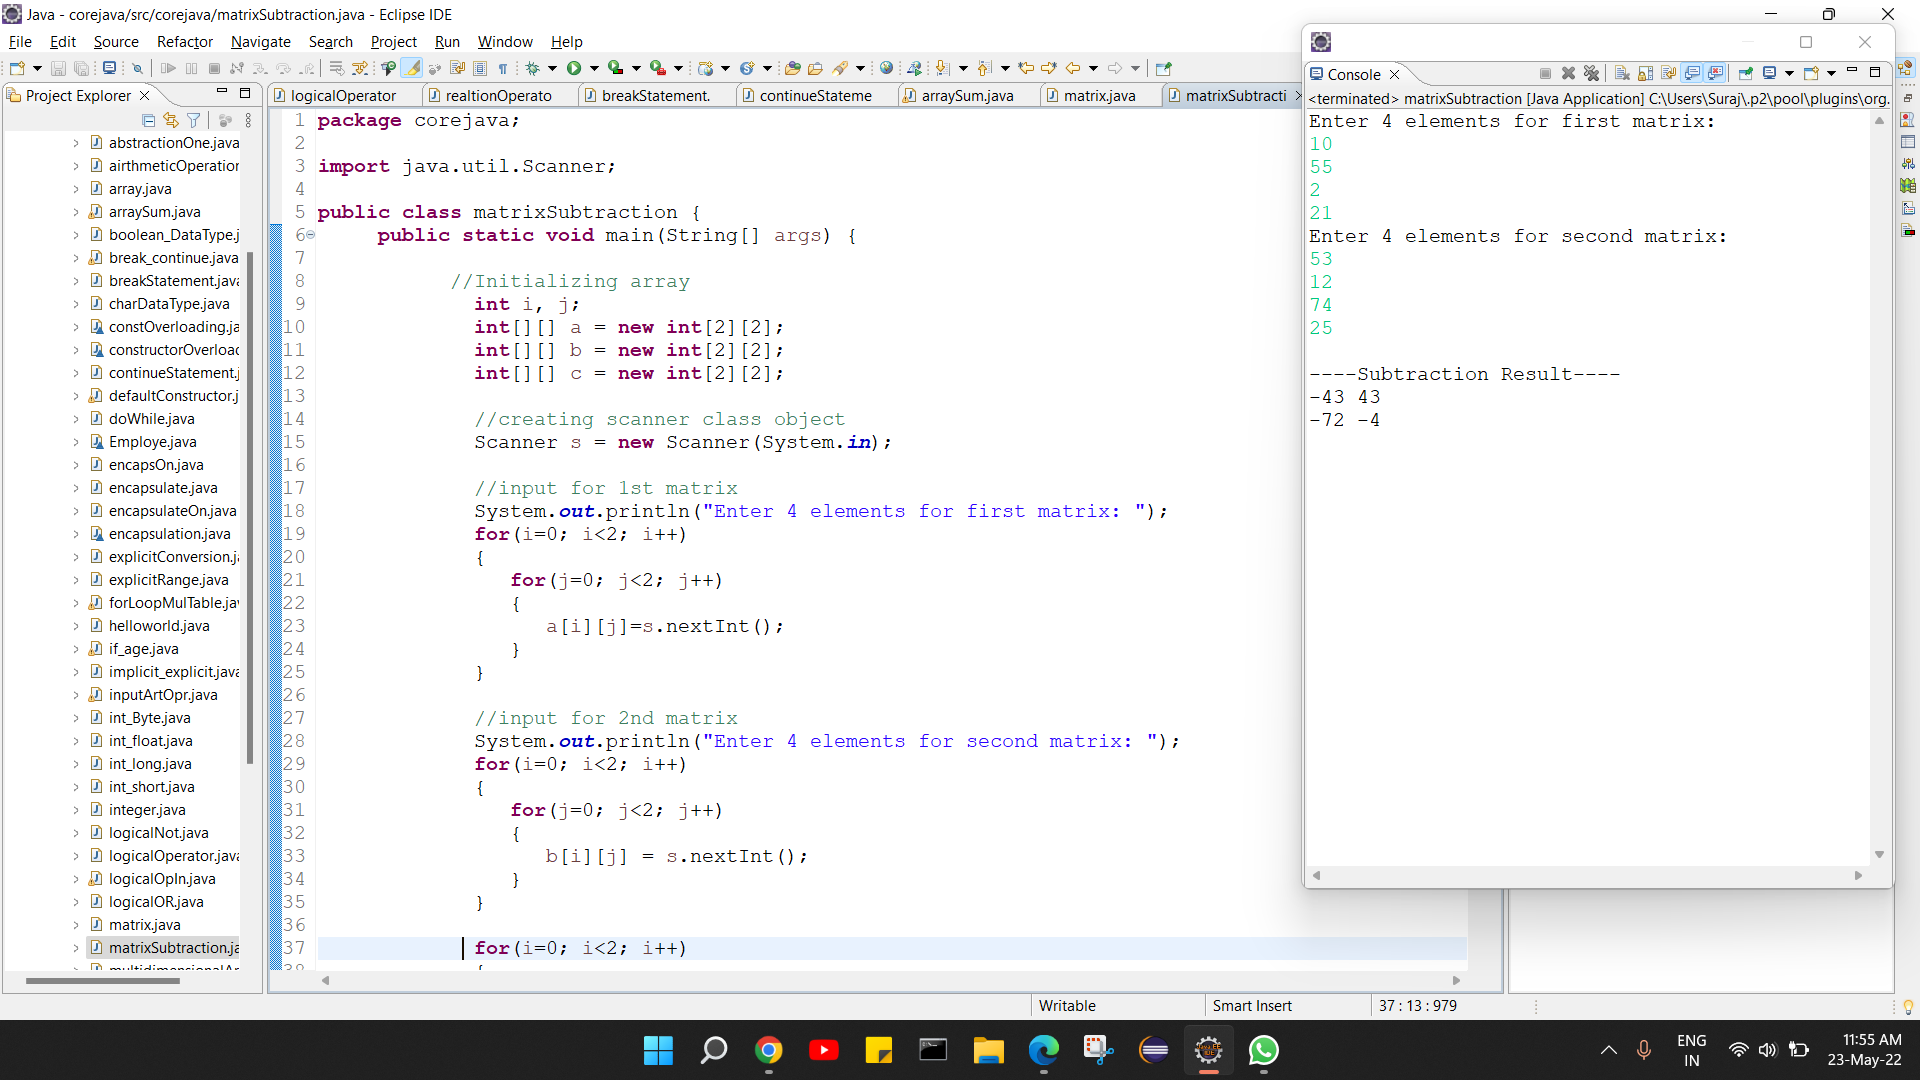 Java - corejava/src/corejava/matrixSubtraction.java - Eclipse IDE
File Edit Source Refactor Navigate Search Project Run Window Help
Project Explorer
logicalOperator realtionOperato breakStatement. continueStateme arraySum.java matrix.java matrixSubtracti
abstractionOne.java
airthmeticOperation
array.java
arraySum.java
boolean_DataType.j
break_continue.java
breakStatement.java
charDataType.java
constOverloading.ja
constructorOverload
continueStatement.j
defaultConstructor.j
doWhile.java
Employe.java
encapsOn.java
encapsulate.java
encapsulateOn.java
encapsulation.java
explicitConversion.ja
explicitRange.java
forLoopMulTable.jav
helloworld.java
if_age.java
implicit_explicit.java
inputArtOpr.java
int_Byte.java
int_float.java
int_long.java
int_short.java
integer.java
logicalNot.java
logicalOperator.java
logicalOpIn.java
logicalOR.java
matrix.java
matrixSubtraction.ja
1 package corejava;
2
3 import java.util.Scanner;
4
5 public class matrixSubtraction {
6 public static void main(String[] args) {
7
8 //Initializing array
9 int i, j;
10 int[][] a = new int[2][2];
11 int[][] b = new int[2][2];
12 int[][] c = new int[2][2];
13
14 //creating scanner class object
15 Scanner s = new Scanner(System.in);
16
17 //input for 1st matrix
18 System.out.println("Enter 4 elements for first matrix: ");
19 for(i=0; i<2; i++)
20 {
21 for(j=0; j<2; j++)
22 {
23 a[i][j]=s.nextInt();
24 }
25 }
26
27 //input for 2nd matrix
28 System.out.println("Enter 4 elements for second matrix: ");
29 for(i=0; i<2; i++)
30 {
31 for(j=0; j<2; j++)
32 {
33 b[i][j] = s.nextInt();
34 }
35 }
36
37 for(i=0; i<2; i++)
38 {
Console
<terminated> matrixSubtraction [Java Application] C:\Users\Suraj\.p2\pool\plugins\org.
Enter 4 elements for first matrix:
10
55
2
21
Enter 4 elements for second matrix:
53
12
74
25
----Subtraction Result----
-43 43
-72 -4
Writable Smart Insert 37 : 13 : 979
ENG
IN
11:55 AM
23-May-22